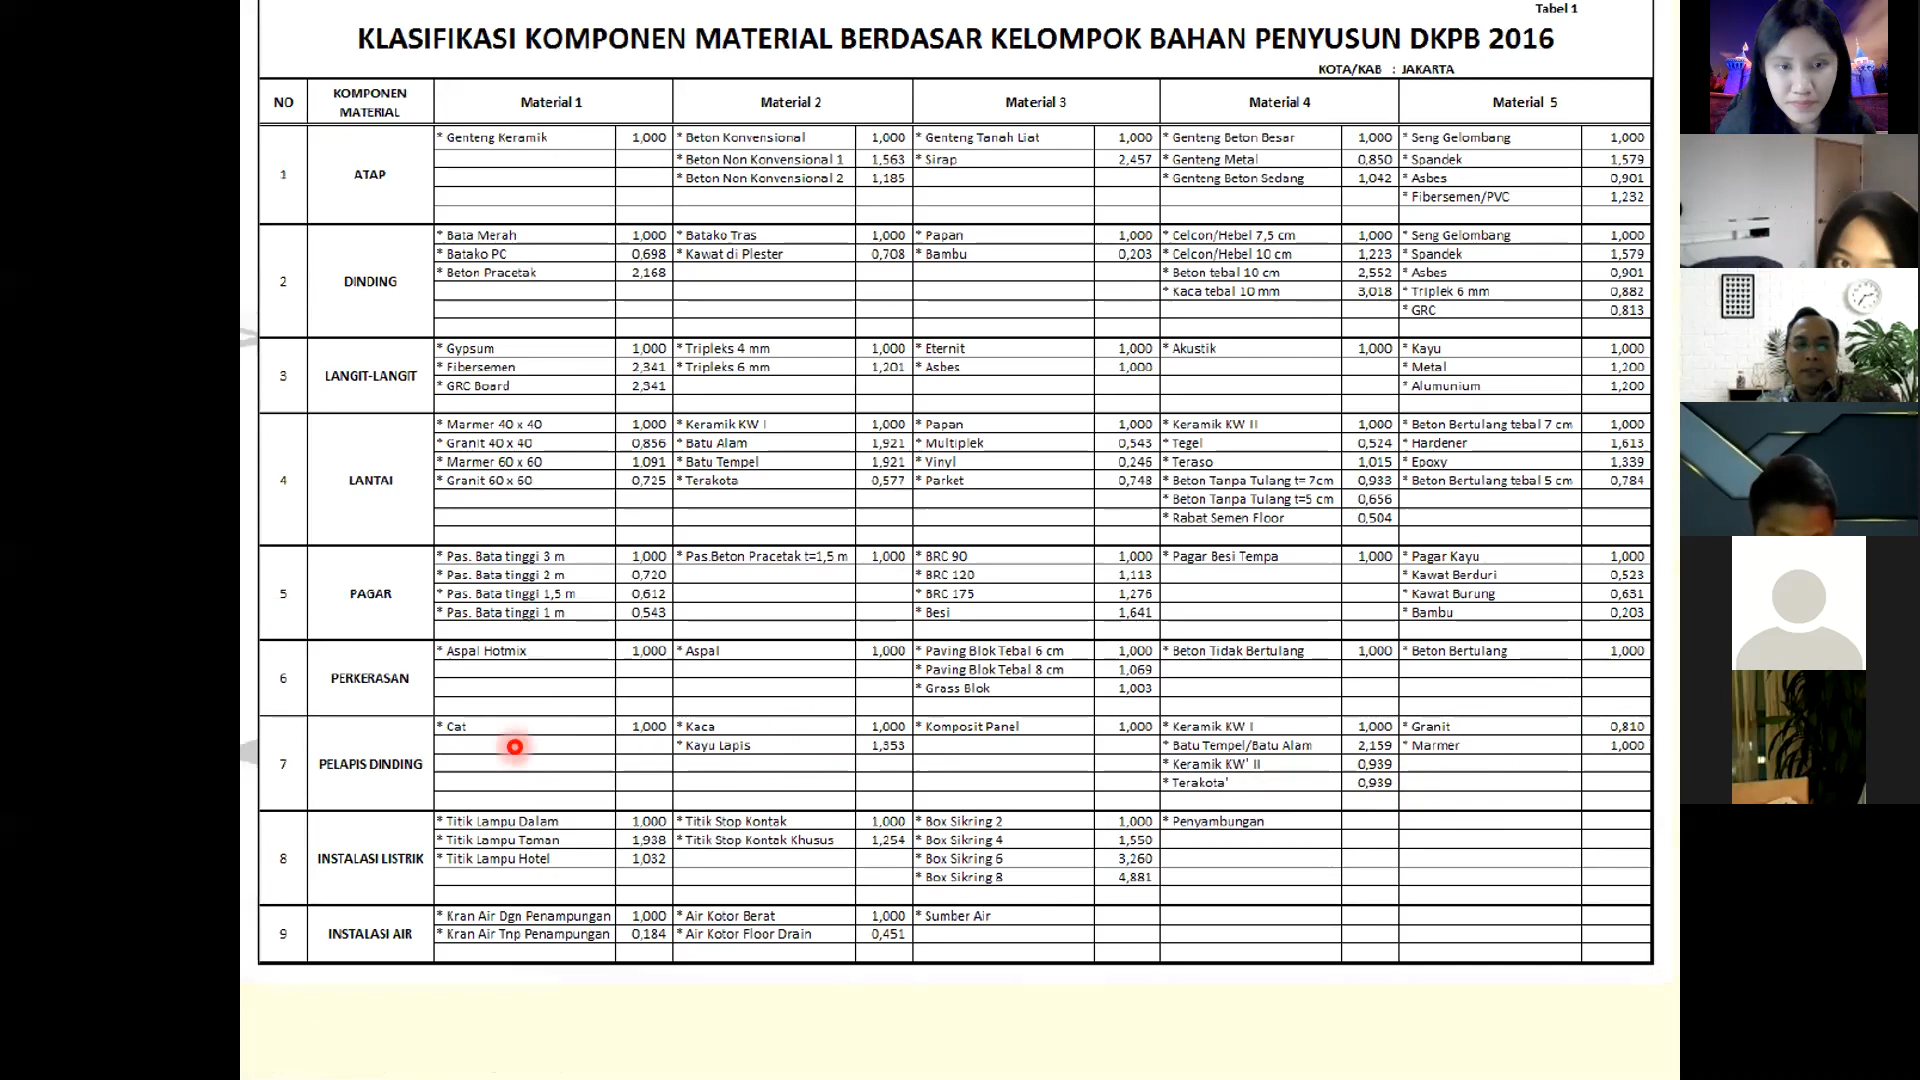 Tabel 1
KLASIFIKASI KOMPONEN MATERIAL BERDASAR KELOMPOK BAHAN PENYUSUN DKPB 2016
KOTA/KAB : JAKARTA
NO KOMPONEN MATERIAL Material 1 Material 2 Material 3 Material 4 Material 5
1 ATAP
* Genteng Keramik 1,000 * Beton Konvensional 1,000 * Genteng Tanah Liat 1,000 * Genteng Beton Besar 1,000 * Seng Gelombang 1,000
* Beton Non Konvensional 1 1,563 * Sirap 2,457 * Genteng Metal 0,850 * Spandek 1,579
* Beton Non Konvensional 2 1,185 * Genteng Beton Sedang 1,042 * Asbes 0,901
* Fibersemen/PVC 1,232
2 DINDING
* Bata Merah 1,000 * Batako Tras 1,000 * Papan 1,000 * Celcon/Hebel 7,5 cm 1,000 * Seng Gelombang 1,000
* Batako PC 0,698 * Kawat di Plester 0,708 * Bambu 0,203 * Celcon/Hebel 10 cm 1,223 * Spandek 1,579
* Beton Pracetak 2,168 * Beton tebal 10 cm 2,552 * Asbes 0,901
* Kaca tebal 10 mm 3,018 * Triplek 6 mm 0,882
* GRC 0,813
3 LANGIT-LANGIT
* Gypsum 1,000 * Tripleks 4 mm 1,000 * Eternit 1,000 * Akustik 1,000 * Kayu 1,000
* Fibersemen 2,341 * Tripleks 6 mm 1,201 * Asbes 1,000 * Metal 1,200
* GRC Board 2,341 * Alumunium 1,200
4 LANTAI
* Marmer 40 x 40 1,000 * Keramik KW I 1,000 * Papan 1,000 * Keramik KW II 1,000 * Beton Bertulang tebal 7 cm 1,000
* Granit 40 x 40 0,856 * Batu Alam 1,921 * Multiplek 0,543 * Tegel 0,524 * Hardener 1,613
* Marmer 60 x 60 1,091 * Batu Tempel 1,921 * Vinyl 0,246 * Teraso 1,015 * Epoxy 1,339
* Granit 60 x 60 0,725 * Terakota 0,577 * Parket 0,748 * Beton Tanpa Tulang t= 7cm 0,933 * Beton Bertulang tebal 5 cm 0,784
* Beton Tanpa Tulang t=5 cm 0,656
* Rabat Semen Floor 0,504
5 PAGAR
* Pas. Bata tinggi 3 m 1,000 * Pas.Beton Pracetak t=1,5 m 1,000 * BRC 90 1,000 * Pagar Besi Tempa 1,000 * Pagar Kayu 1,000
* Pas. Bata tinggi 2 m 0,720 * BRC 120 1,113 * Kawat Berduri 0,523
* Pas. Bata tinggi 1,5 m 0,612 * BRC 175 1,276 * Kawat Burung 0,631
* Pas. Bata tinggi 1 m 0,543 * Besi 1,641 * Bambu 0,203
6 PERKERASAN
* Aspal Hotmix 1,000 * Aspal 1,000 * Paving Blok Tebal 6 cm 1,000 * Beton Tidak Bertulang 1,000 * Beton Bertulang 1,000
* Paving Blok Tebal 8 cm 1,069
* Grass Blok 1,003
7 PELAPIS DINDING
* Cat 1,000 * Kaca 1,000 * Komposit Panel 1,000 * Keramik KW I 1,000 * Granit 0,810
* Kayu Lapis 1,353 * Batu Tempel/Batu Alam 2,159 * Marmer 1,000
* Keramik KW' II 0,939
* Terakota' 0,939
8 INSTALASI LISTRIK
* Titik Lampu Dalam 1,000 * Titik Stop Kontak 1,000 * Box Sikring 2 1,000 * Penyambungan
* Titik Lampu Taman 1,938 * Titik Stop Kontak Khusus 1,254 * Box Sikring 4 1,550
* Titik Lampu Hotel 1,032 * Box Sikring 6 3,260
* Box Sikring 8 4,881
9 INSTALASI AIR
* Kran Air Dgn Penampungan 1,000 * Air Kotor Berat 1,000 * Sumber Air
* Kran Air Tnp Penampungan 0,184 * Air Kotor Floor Drain 0,451